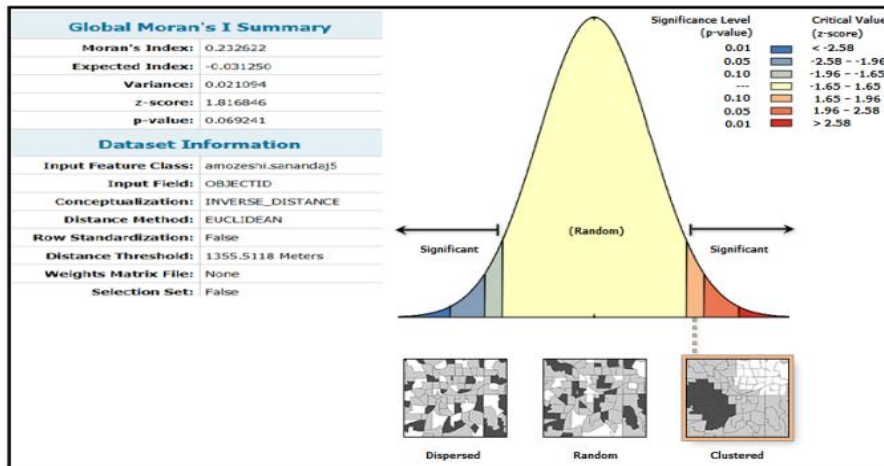 Global Moran's I Summary
Moran's Index: 0.232622
Expected Index: -0.031250
Variance: 0.021094
z-score: 1.816846
p-value: 0.069241
Dataset Information
Input Feature Class: amozeshi.sanandaj5
Input Field: OBJECTID
Conceptualization: INVERSE_DISTANCE
Distance Method: EUCLIDEAN
Row Standardization: False
Distance Threshold: 1355.5118 Meters
Weights Matrix File: None
Selection Set: False
Significance Level Critical Value
(p-value) (z-score)
0.01 < -2.58
0.05 -2.58 - -1.96
0.10 -1.96 - -1.65
--- -1.65 - 1.65
0.10 1.65 - 1.96
0.05 1.96 - 2.58
0.01 > 2.58
Significant (Random) Significant
Dispersed Random Clustered